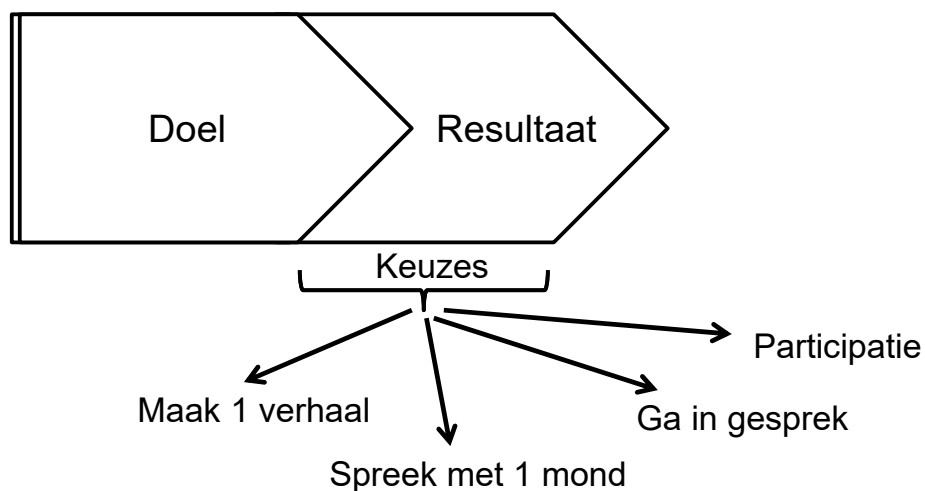 Doel
Resultaat
Keuzes
Participatie
Maak 1 verhaal
Ga in gesprek
Spreek met 1 mond